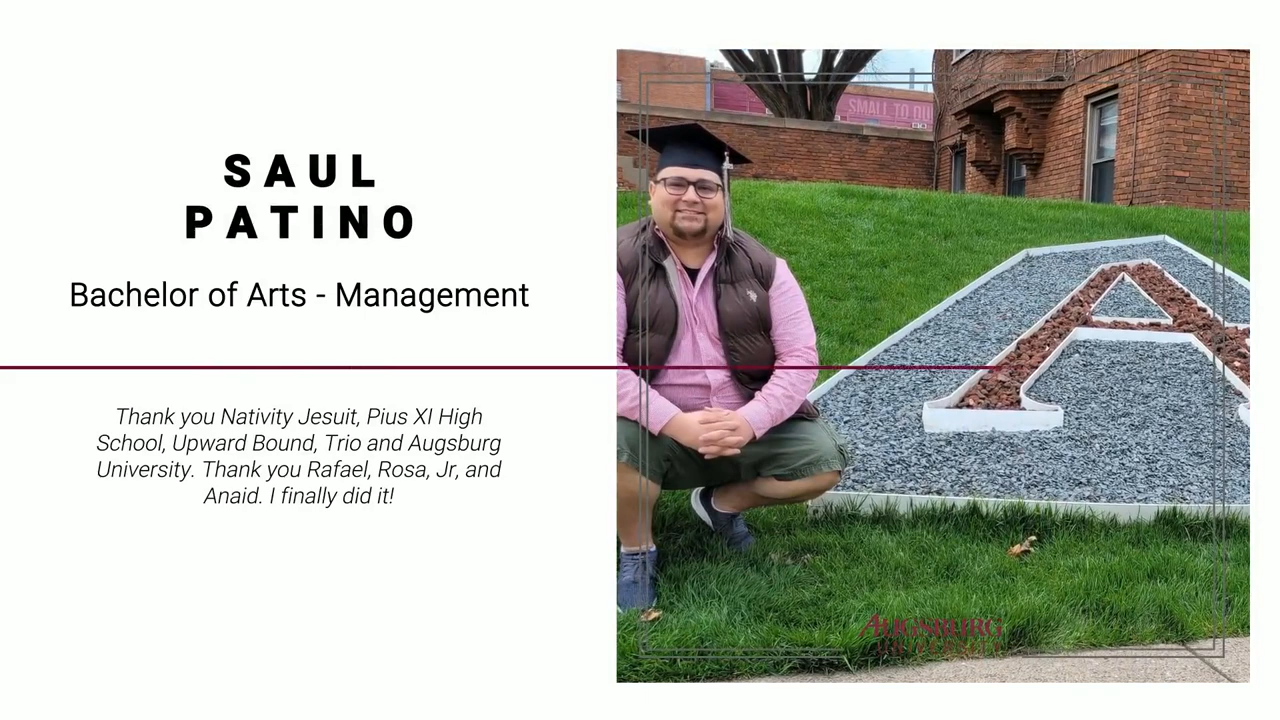 SAUL
PATINO
Bachelor of Arts - Management
Thank you Nativity Jesuit, Pius XI High
School, Upward Bound, Trio and Augsburg
University. Thank you Rafael, Rosa, Jr, and
Anaid. I finally did it!
SMALL TO
A
AUGSBURG
UNIVERSITY